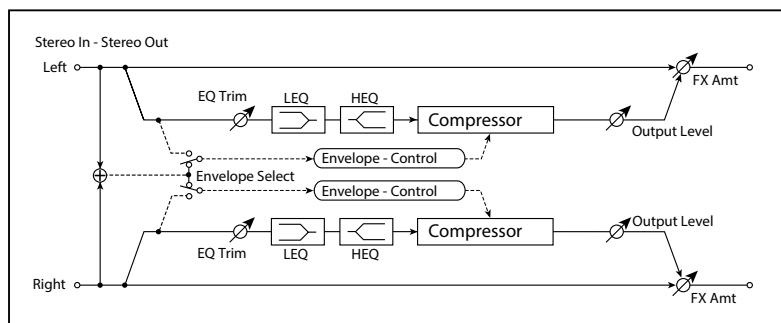 Stereo In - Stereo Out
Left
FX Amt
EQ Trim
LEQ
HEQ
Compressor
Output Level
Envelope - Control
Envelope Select
Envelope - Control
Output Level
Compressor
EQ Trim
LEQ
HEQ
Right
FX Amt